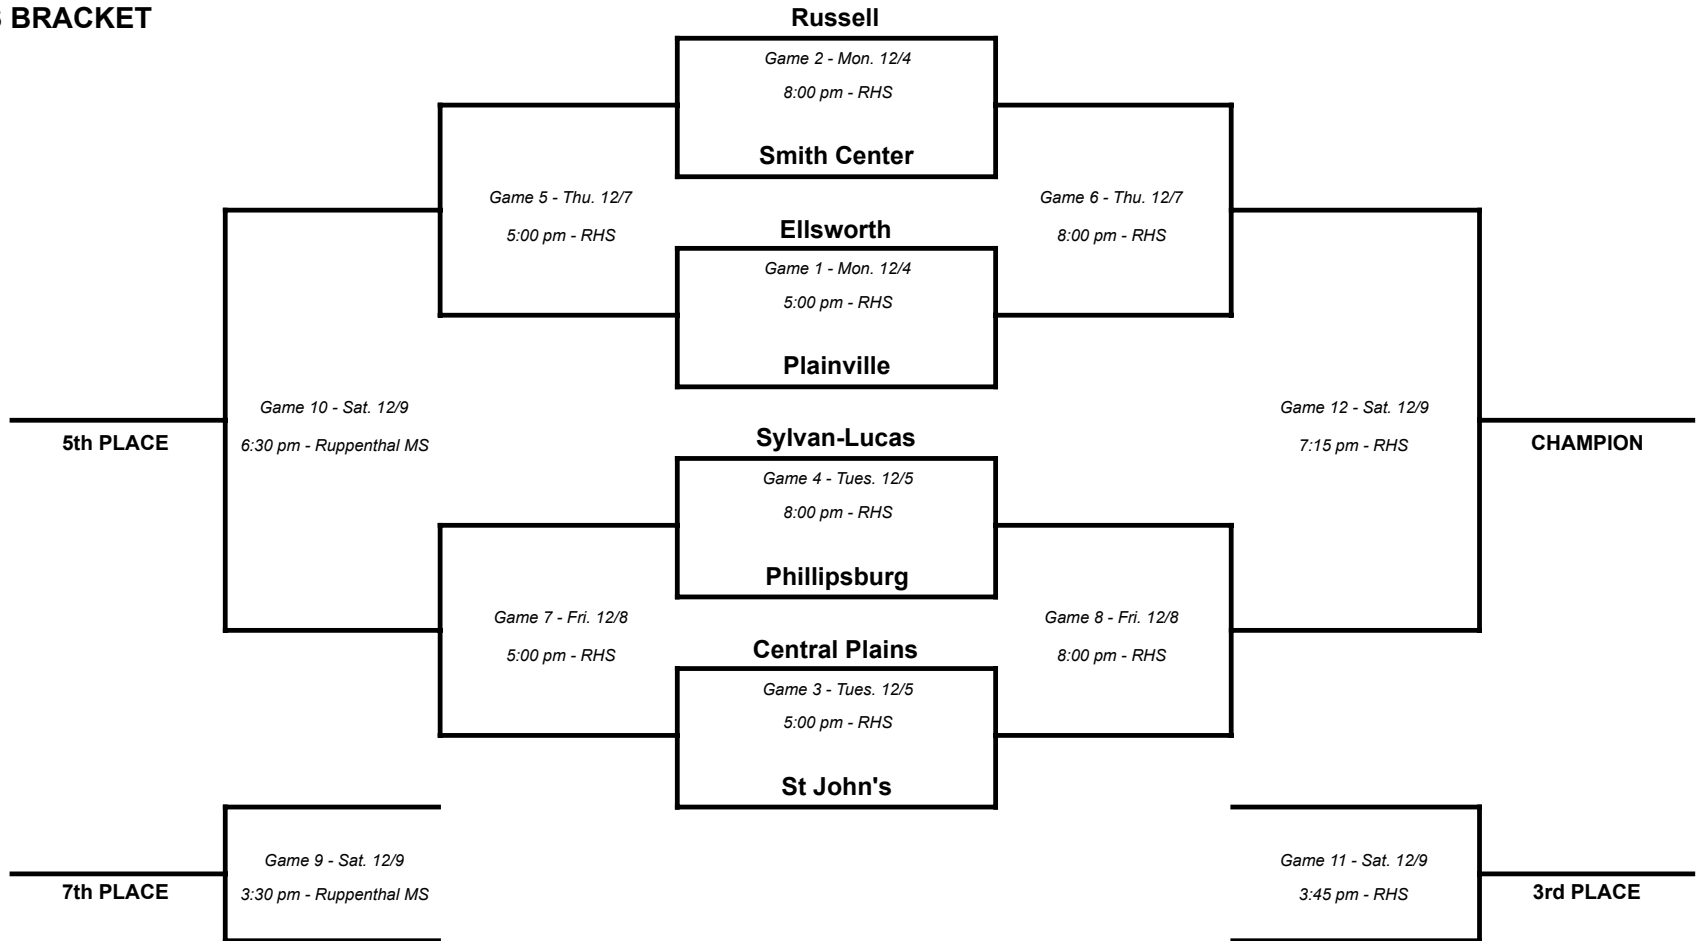 BRACKET
Russell
Game 2 - Mon. 12/4
8:00 pm - RHS
Smith Center
Game 5 - Thu. 12/7
5:00 pm - RHS
Game 6 - Thu. 12/7
8:00 pm - RHS
Ellsworth
Game 1 - Mon. 12/4
5:00 pm - RHS
Plainville
Game 10 - Sat. 12/9
6:30 pm - Ruppenthal MS
5th PLACE
Game 12 - Sat. 12/9
7:15 pm - RHS
CHAMPION
Sylvan-Lucas
Game 4 - Tues. 12/5
8:00 pm - RHS
Phillipsburg
Game 7 - Fri. 12/8
5:00 pm - RHS
Game 8 - Fri. 12/8
8:00 pm - RHS
Central Plains
Game 3 - Tues. 12/5
5:00 pm - RHS
St John's
Game 9 - Sat. 12/9
3:30 pm - Ruppenthal MS
7th PLACE
Game 11 - Sat. 12/9
3:45 pm - RHS
3rd PLACE